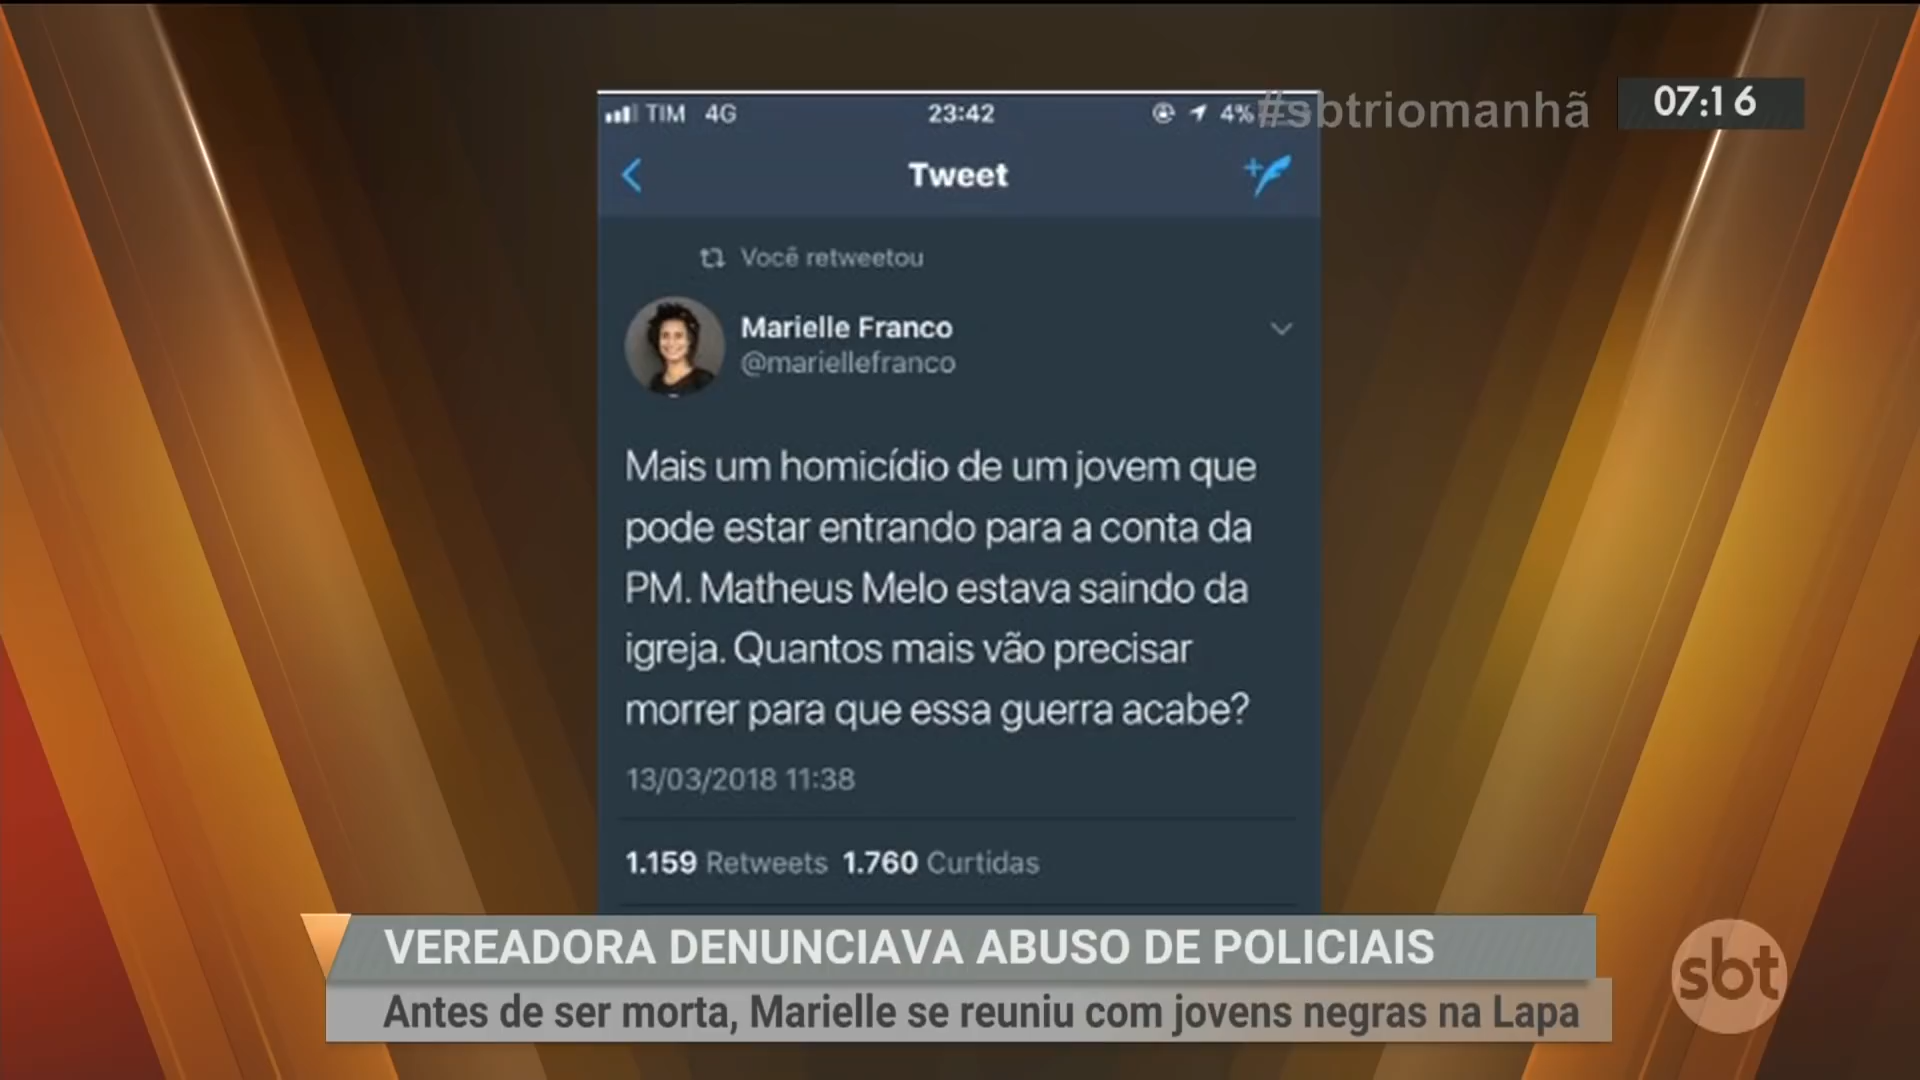 TIM 4G 23:42 4%
#sbtriomanhã 07:16
Tweet
Você retweetou
Marielle Franco
@mariellefranco
Mais um homicídio de um jovem que
pode estar entrando para a conta da
PM. Matheus Melo estava saindo da
igreja. Quantos mais vão precisar
morrer para que essa guerra acabe?
13/03/2018 11:38
1.159 Retweets 1.760 Curtidas
VEREADORA DENUNCIAVA ABUSO DE POLICIAIS
Antes de ser morta, Marielle se reuniu com jovens negras na Lapa
sbt